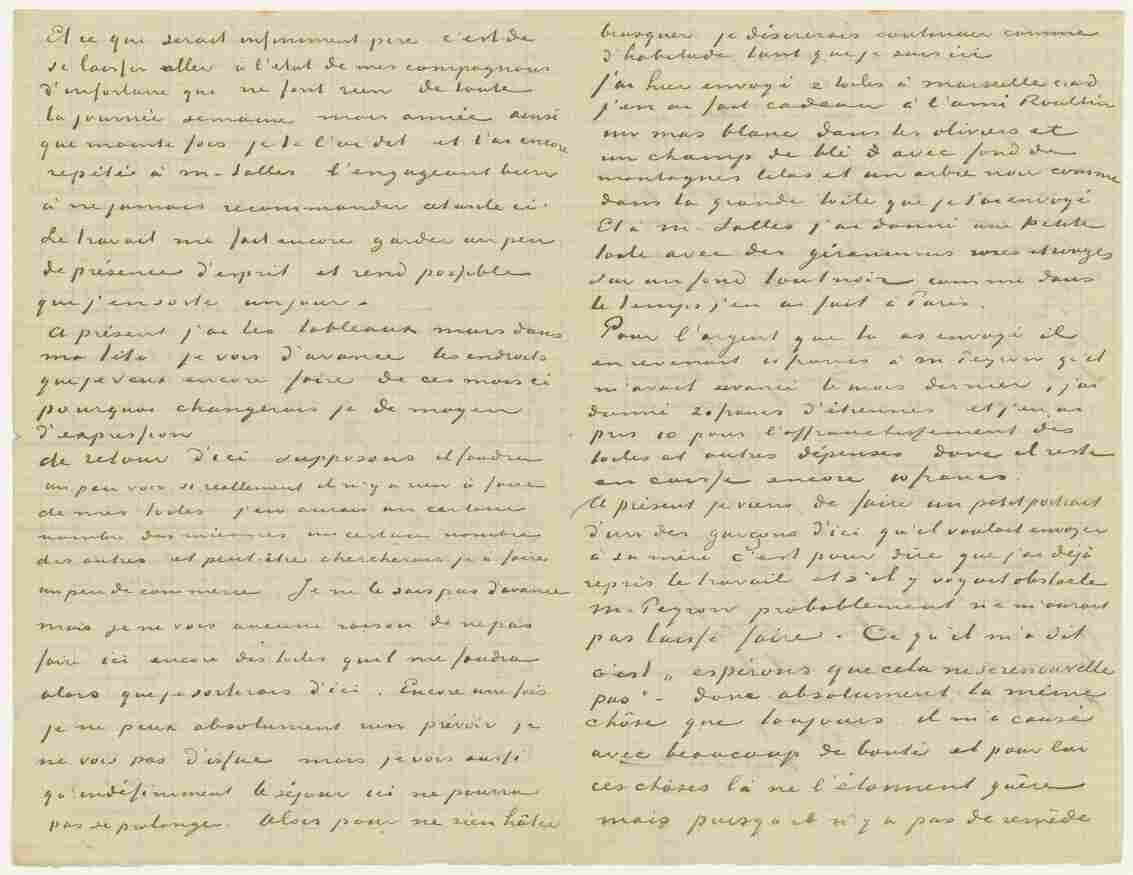 Et ce que serait infiniment pire c'est de
se laisser aller à l'état de mes compagnons
d'infortune qui ne font rien de toute
la journée semaine mois année ainsi
que mainte fois je te l'ai dit et l'ai encore
repété à M. Salles l'engageant bien
à ne jamais recommander cet asile ci.
Le travail me fait encore garder un peu
de présence d'esprit et rend possible
que j'en sorte un jour.
A présent j'ai les tableaux murs dans
ma tête je vois d'avance les endroits
que je veux encore faire de ces mois ci
pourquoi changerais je de moyen
d'expression
de retour d'ici supposons il faudra
un peu voir si reellement il n'y a rien à faire
de mes toiles j'en aurai un certain
nombre des miennes un certain nombre
des autres et peut-être chercherais je à faire
un peu de commerce Je ne le sais pas d'avance
mais je ne vois aucune raison de ne pas
faire ici encore des toiles qu'il me faudra
alors que je sortirais d'ici. Encore une fois
je ne peux absolument rien prévoir je
ne vois pas d'issue mais je vois aussi
qu'indéfiniment le séjour ici ne pourra
pas se prolonger. Alors pour ne rien hâter
brusquer je désirerais continuer comme
d'habitude tant que je suis ici
j'ai hier envoyé 2 toiles à Marseille c.à.d
j'en ai fait cadeau à l'ami Roullin
un mas blanc dans les oliviers et
un champ de blé avec fond de
montagnes lilas et un arbre noir comme
dans la grande toile que je t'ai envoyé
Et à M. Salles j'ai donné une petite
toile avec des géraniums roses et rouges
sur un fond tout noir comme dans
le temps j'en ai fait à Paris.
Pour l'argent que tu as envoyé il
en revenait 10 francs à M Peyron qu'il
m'avait avancé le mois dernier, j'ai
donné 20 francs d'étrennes et j'en ai
pris 10 pour l'affranchissement des
toiles et autres dépenses donc il reste
en caisse encore 10 francs.
A présent je viens de faire un petit portrait
d'un des garçons d'ici qu'il voulait envoyer
à sa mère c'est pour dire que j'ai déjà
repris le travail et s'il y voyait obstacle
M. Peyron probablement ne m'aurait
pas laissé faire. Ce qu'il m'a dit
c'est „espérons que cela ne se renouvelle
pas" - donc absolument la même
chôse que toujours il m'a causé
avec beaucoup de bonté et pour lui
ces chôses là ne l'étonnent guère
mais puisqu'il n'y a pas de remède